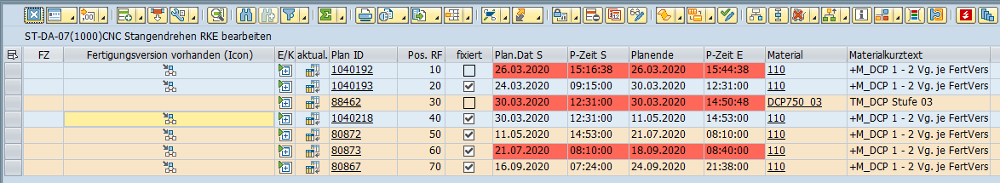 ST-DA-07(1000)CNC Stangendrehen RKE bearbeiten
FZ Fertigungsversion vorhanden (Icon) E/K aktual. Plan ID Pos. RF fixiert Plan.Dat S P-Zeit S Planende P-Zeit E Material Materialkurztext
1040192 10 26.03.2020 15:16:38 26.03.2020 15:44:38 110 +M_DCP 1 - 2 Vg. je FertVers
1040193 20 24.03.2020 09:15:00 30.03.2020 12:31:00 110 +M_DCP 1 - 2 Vg. je FertVers
88462 30 30.03.2020 12:31:00 30.03.2020 14:50:48 DCP750_03 TM_DCP Stufe 03
1040218 40 30.03.2020 12:31:00 11.05.2020 14:53:00 110 +M_DCP 1 - 2 Vg. je FertVers
80872 50 11.05.2020 14:53:00 21.07.2020 08:10:00 110 +M_DCP 1 - 2 Vg. je FertVers
80873 60 21.07.2020 08:10:00 18.09.2020 08:40:00 110 +M_DCP 1 - 2 Vg. je FertVers
80867 70 16.09.2020 07:24:00 24.09.2020 21:38:00 110 +M_DCP 1 - 2 Vg. je FertVers